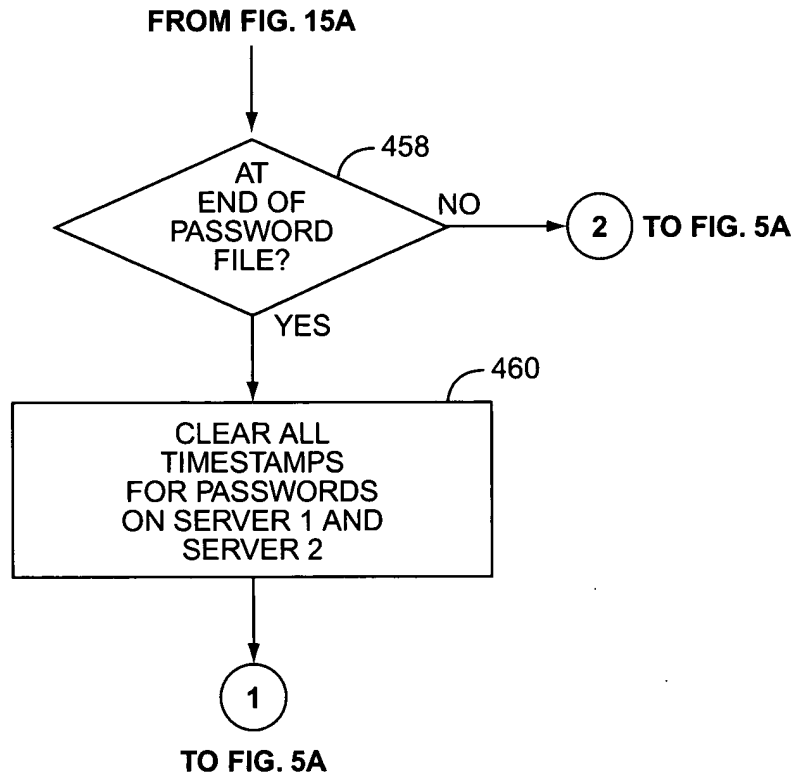 FROM FIG. 15A
458
AT
END OF
PASSWORD
FILE?
NO
2
TO FIG. 5A
YES
460
CLEAR ALL
TIMESTAMPS
FOR PASSWORDS
ON SERVER 1 AND
SERVER 2
1
TO FIG. 5A